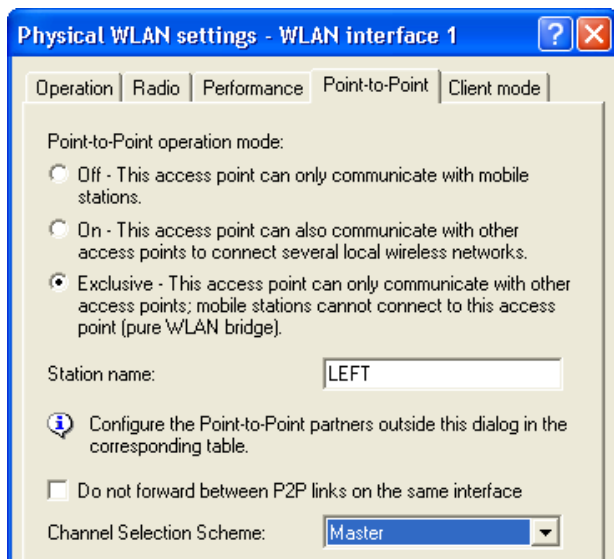 Physical WLAN settings - WLAN interface 1
Operation Radio Performance Point-to-Point Client mode
Point-to-Point operation mode:
Off - This access point can only communicate with mobile
stations.
On - This access point can also communicate with other
access points to connect several local wireless networks.
Exclusive - This access point can only communicate with other
access points; mobile stations cannot connect to this access
point (pure WLAN bridge).
Station name: LEFT
Configure the Point-to-Point partners outside this dialog in the
corresponding table.
Do not forward between P2P links on the same interface
Channel Selection Scheme: Master